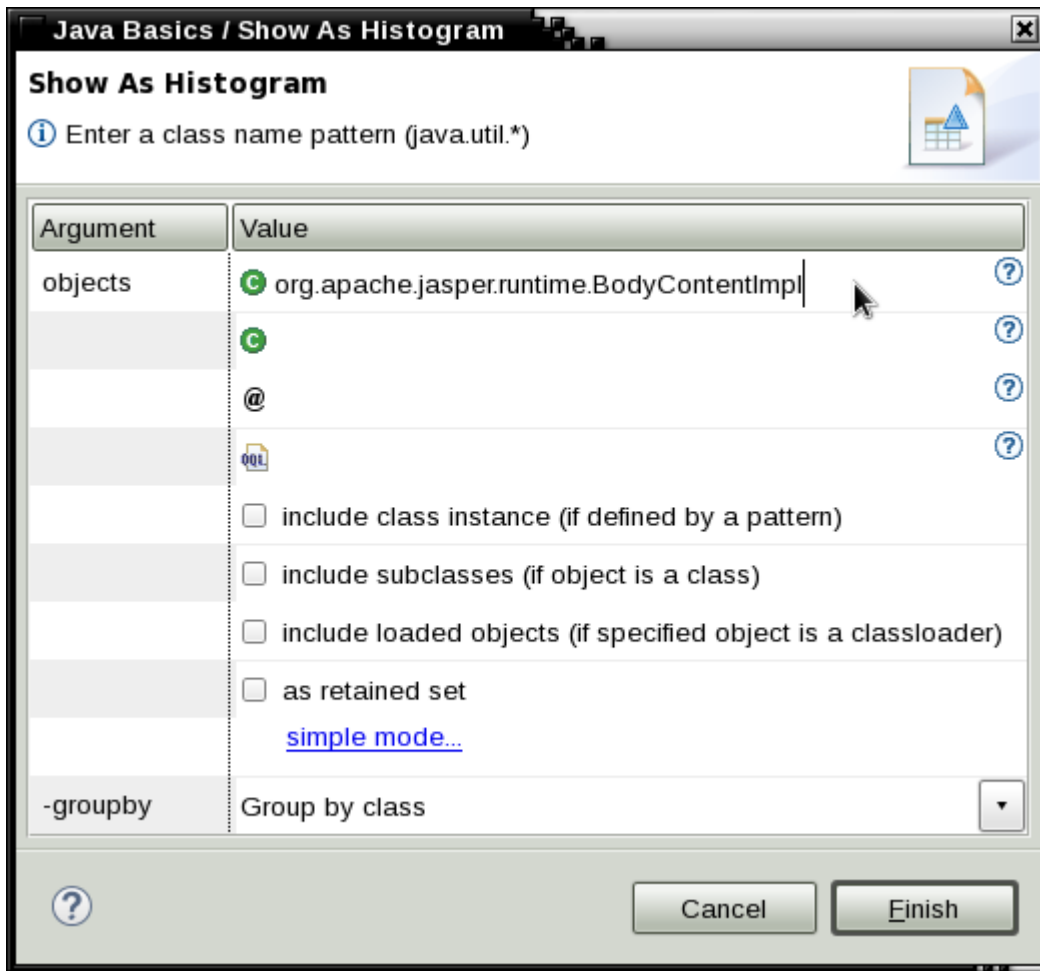 Java Basics / Show As Histogram
Show As Histogram
Enter a class name pattern (java.util.*)
Argument Value
objects org.apache.jasper.runtime.BodyContentImpl
@
OQL
include class instance (if defined by a pattern)
include subclasses (if object is a class)
include loaded objects (if specified object is a classloader)
as retained set
simple mode...
-groupby Group by class
Cancel Finish